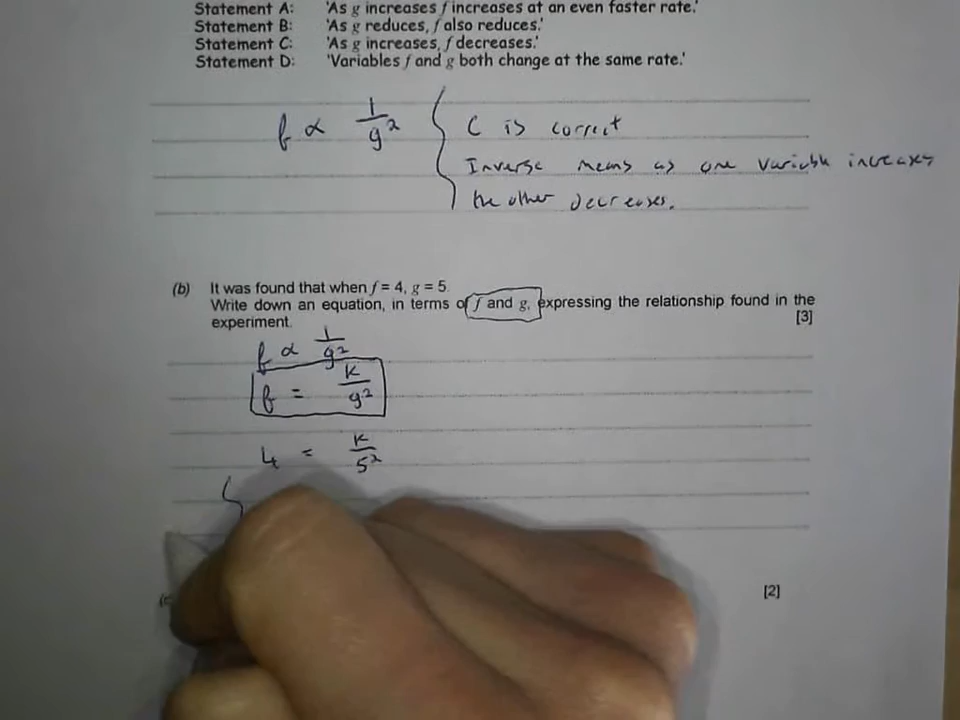 Statement A: 'As g increases f increases at an even faster rate.'
Statement B: 'As g reduces, f also reduces.'
Statement C: 'As g increases, f decreases.'
Statement D: 'Variables f and g both change at the same rate.'
f ∝ 1/g²
C is correct
Inverse means as one variable increases
the other decreases.
(b) It was found that when f = 4, g = 5.
Write down an equation, in terms of f and g, expressing the relationship found in the
experiment. [3]
f ∝ 1/g²
f = k/g²
4 = k/5²
[2]